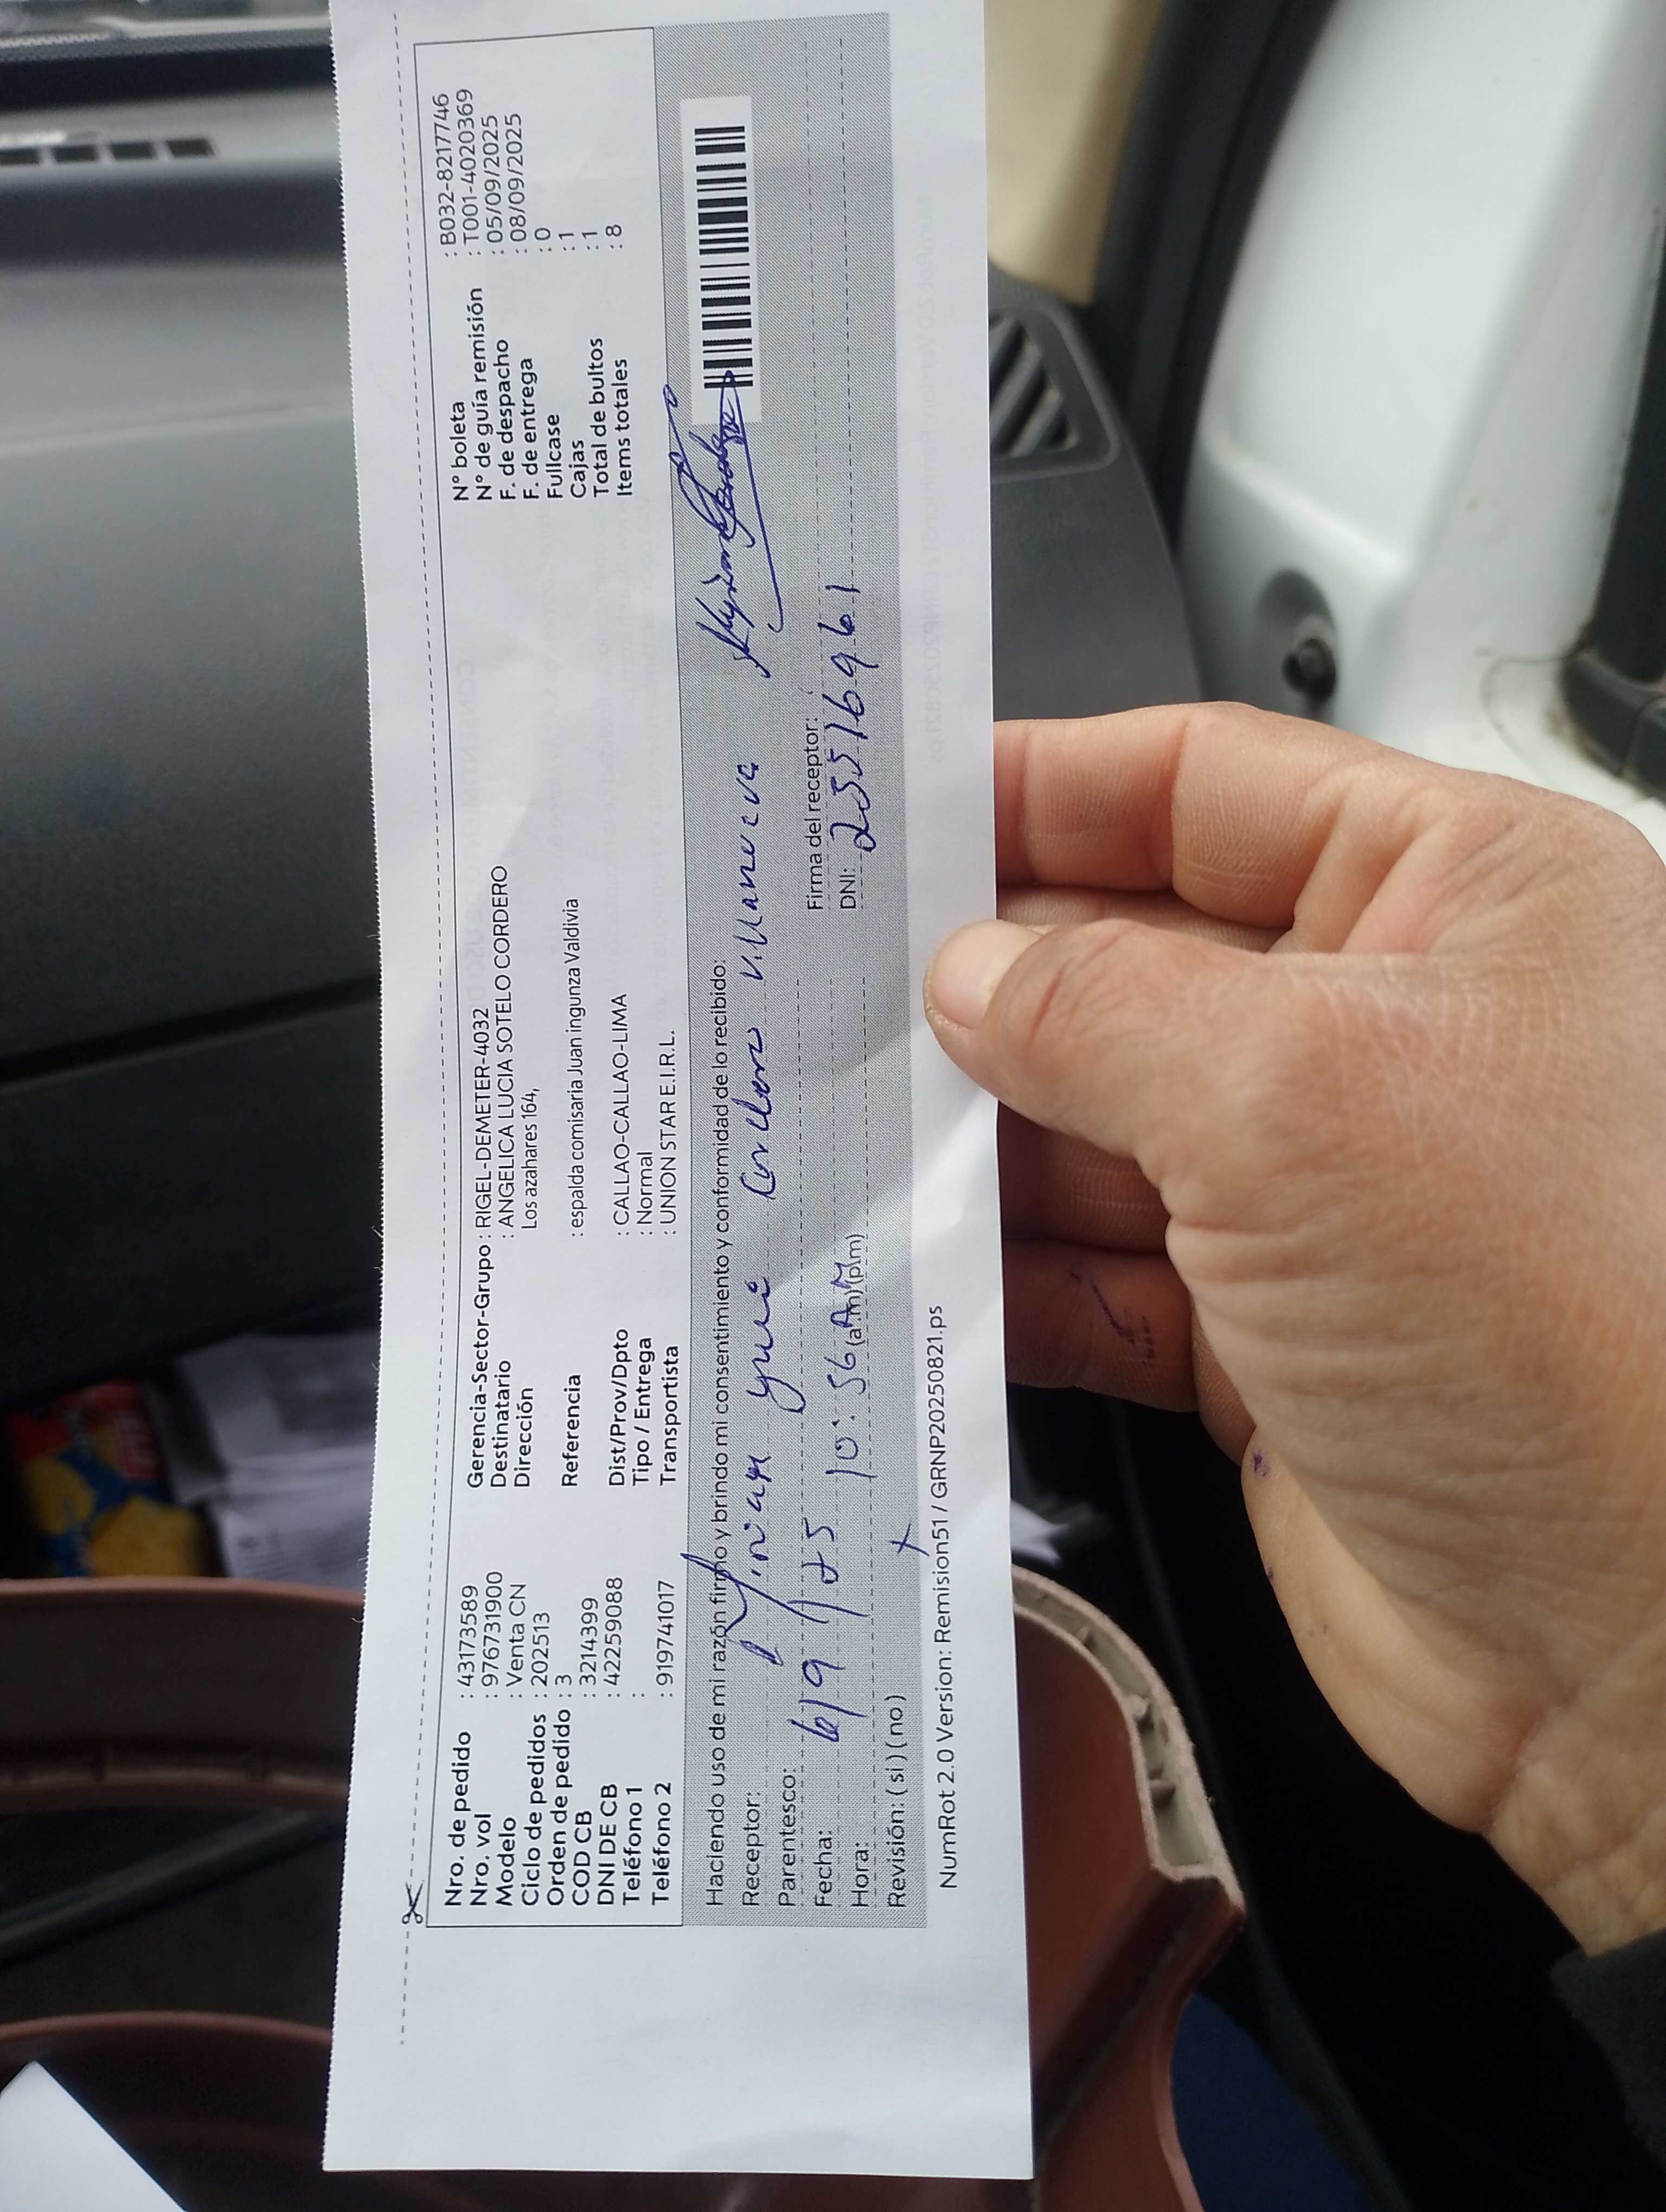 Nro. de pedido : 43173589
Nro. vol : 976731900
Modelo : Venta CN
Ciclo de pedidos : 202513
Orden de pedido : 3
COD CB : 3214399
DNI DE CB : 42259088
Teléfono 1 :
Teléfono 2 : 919741017
Gerencia-Sector-Grupo : RIGEL-DEMETER-4032
Destinatario : ANGELICA LUCIA SOTELO CORDERO
Dirección Los azahares 164,
Referencia : espalda comisaria Juan ingunza Valdivia
Dist/Prov/Dpto : CALLAO-CALLAO-LIMA
Tipo / Entrega : Normal
Transportista : UNION STAR E.I.R.L.
N° boleta : B032-8217746
N° de guía remisión : T001-4020369
F. de despacho : 05/09/2025
F. de entrega : 08/09/2025
Fullcase : 0
Cajas : 1
Total de bultos : 1
Items totales : 8
Haciendo uso de mi razón firmo y brindo mi consentimiento y conformidad de lo recibido:
Receptor: Villanueva
Parentesco:
Fecha: 6/9/25
Hora: 10:56 (a.m) (p.m) AM
Revisión: ( si ) ( no )
Firma del receptor:
DNI: 25516961
NumRot 2.0 Version: Remision51 / GRNP20250821.ps